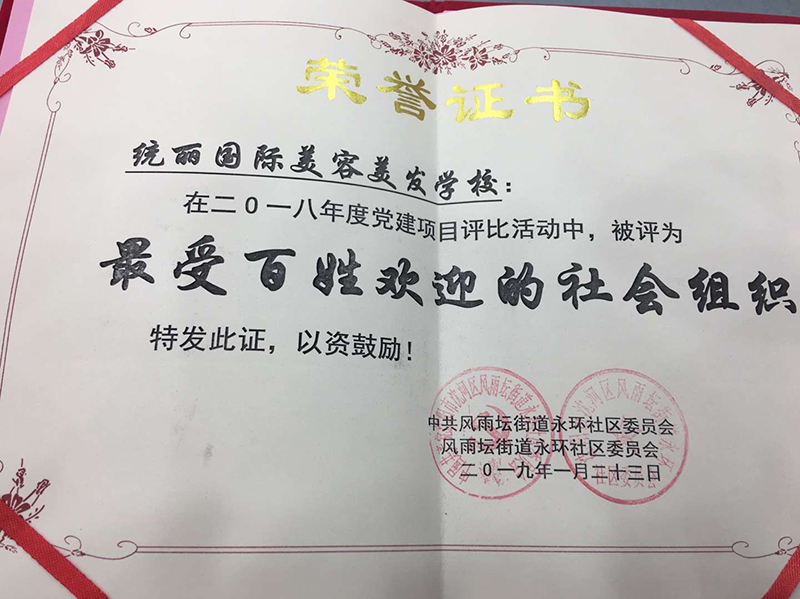 荣誉证书
统丽国际美容美发学校：
在二０一八年度党建项目评比活动中，被评为
最受百姓欢迎的社会组织
特发此证，以资鼓励！
中共风雨坛街道永环社区委员会
风雨坛街道永环社区委员会
二０一九年一月二十三日